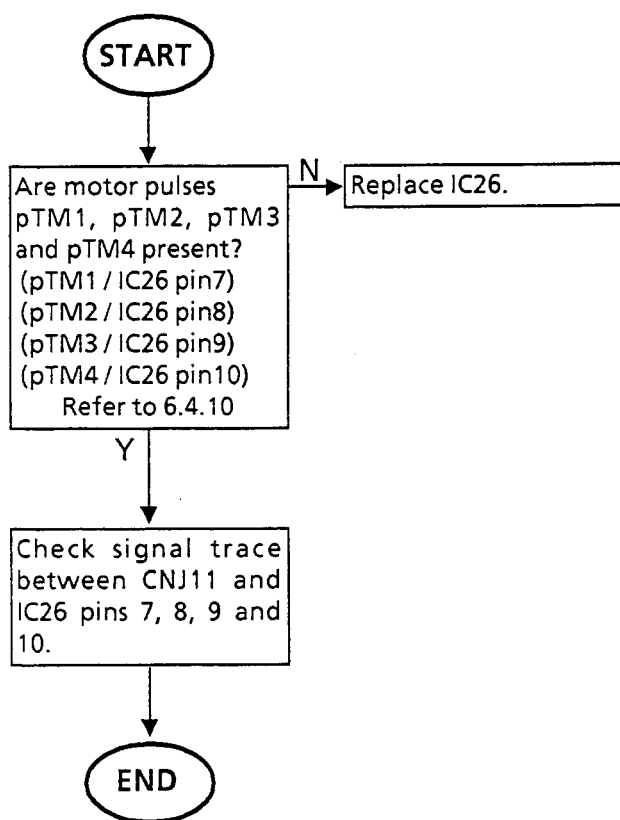 START
Are motor pulses
pTM1, pTM2, pTM3
and pTM4 present?
(pTM1 / IC26 pin7)
(pTM2 / IC26 pin8)
(pTM3 / IC26 pin9)
(pTM4 / IC26 pin10)
Refer to 6.4.10
N
Replace IC26.
Y
Check signal trace
between CNJ11 and
IC26 pins 7, 8, 9 and
10.
END